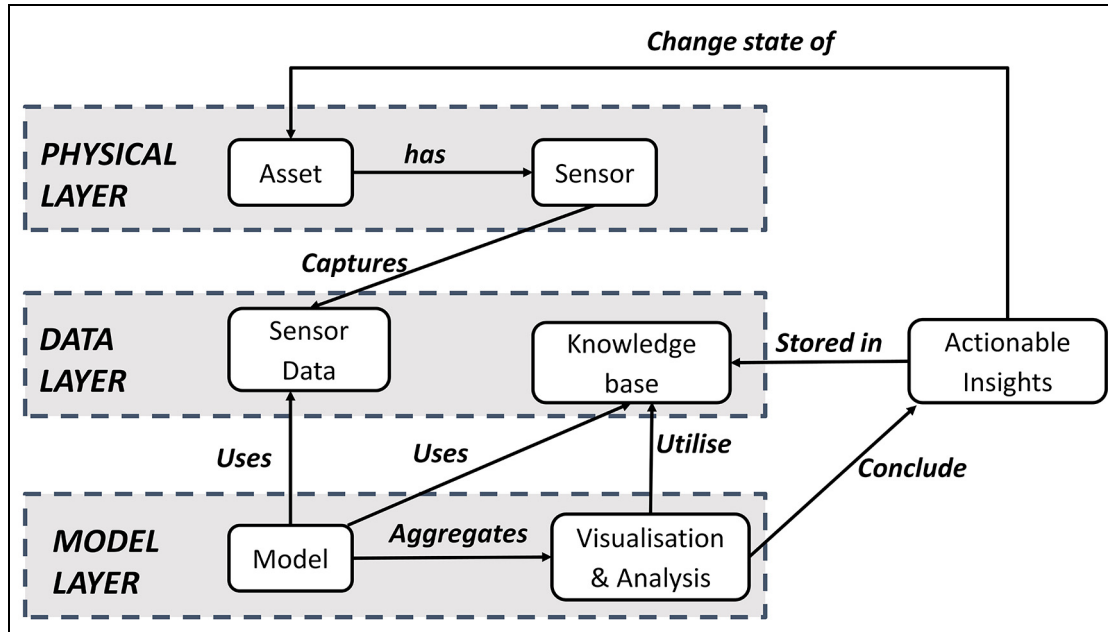 Change state of
PHYSICAL
LAYER
Asset
has
Sensor
Captures
DATA
LAYER
Sensor
Data
Knowledge
base
Stored in
Actionable
Insights
Uses
Uses
Utilise
Conclude
MODEL
LAYER
Model
Aggregates
Visualisation
& Analysis